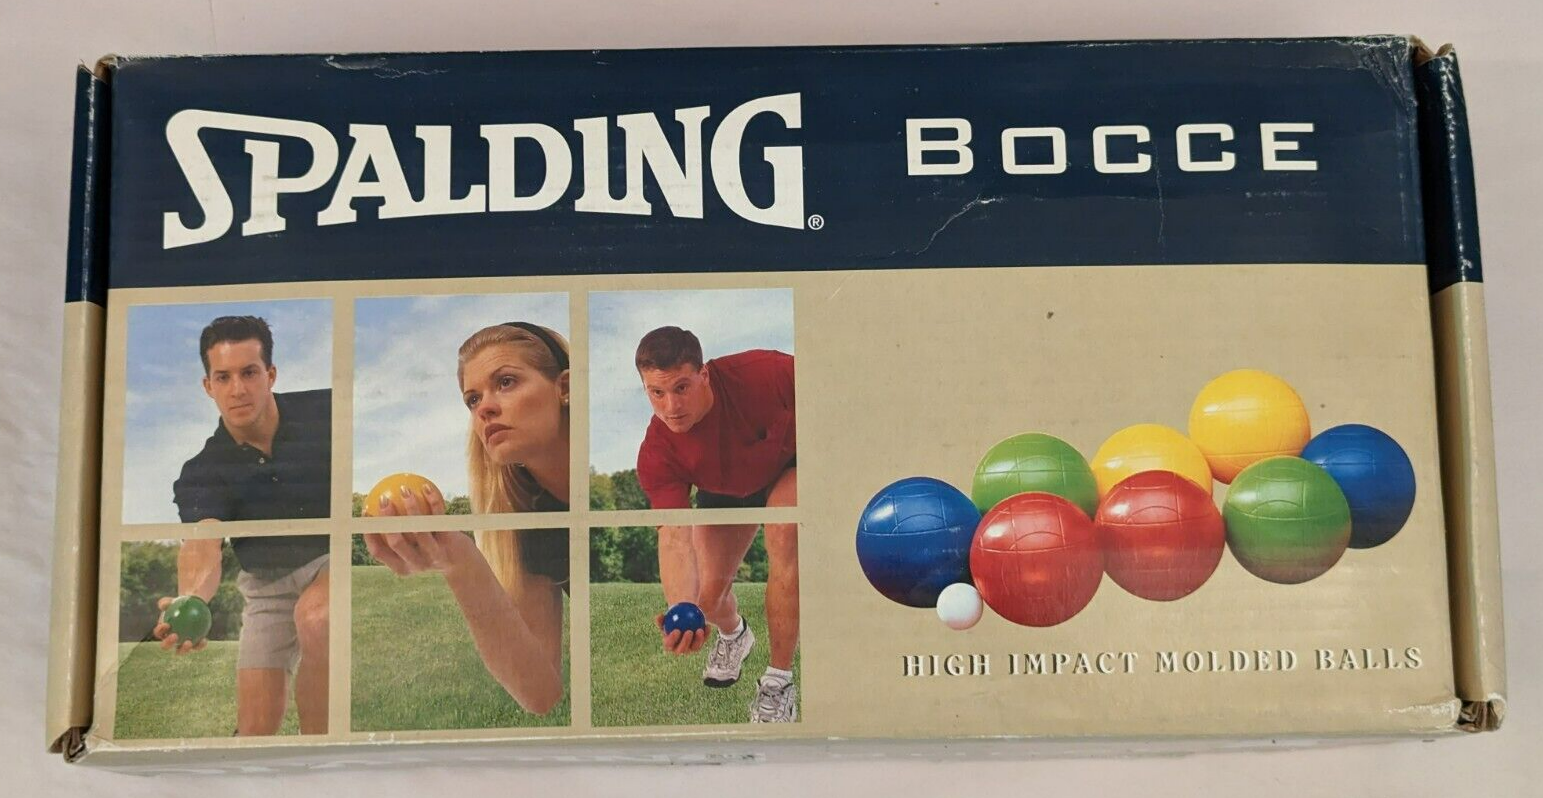 SPALDING® BOCCE
HIGH IMPACT MOLDED BALLS